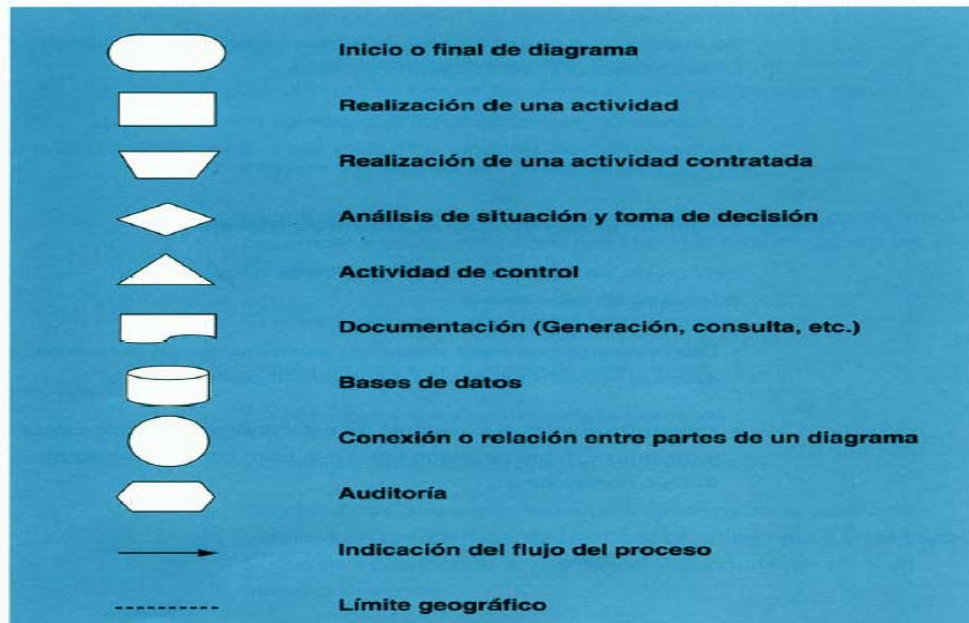 Inicio o final de diagrama
Realización de una actividad
Realización de una actividad contratada
Análisis de situación y toma de decisión
Actividad de control
Documentación (Generación, consulta, etc.)
Bases de datos
Conexión o relación entre partes de un diagrama
Auditoría
Indicación del flujo del proceso
Límite geográfico